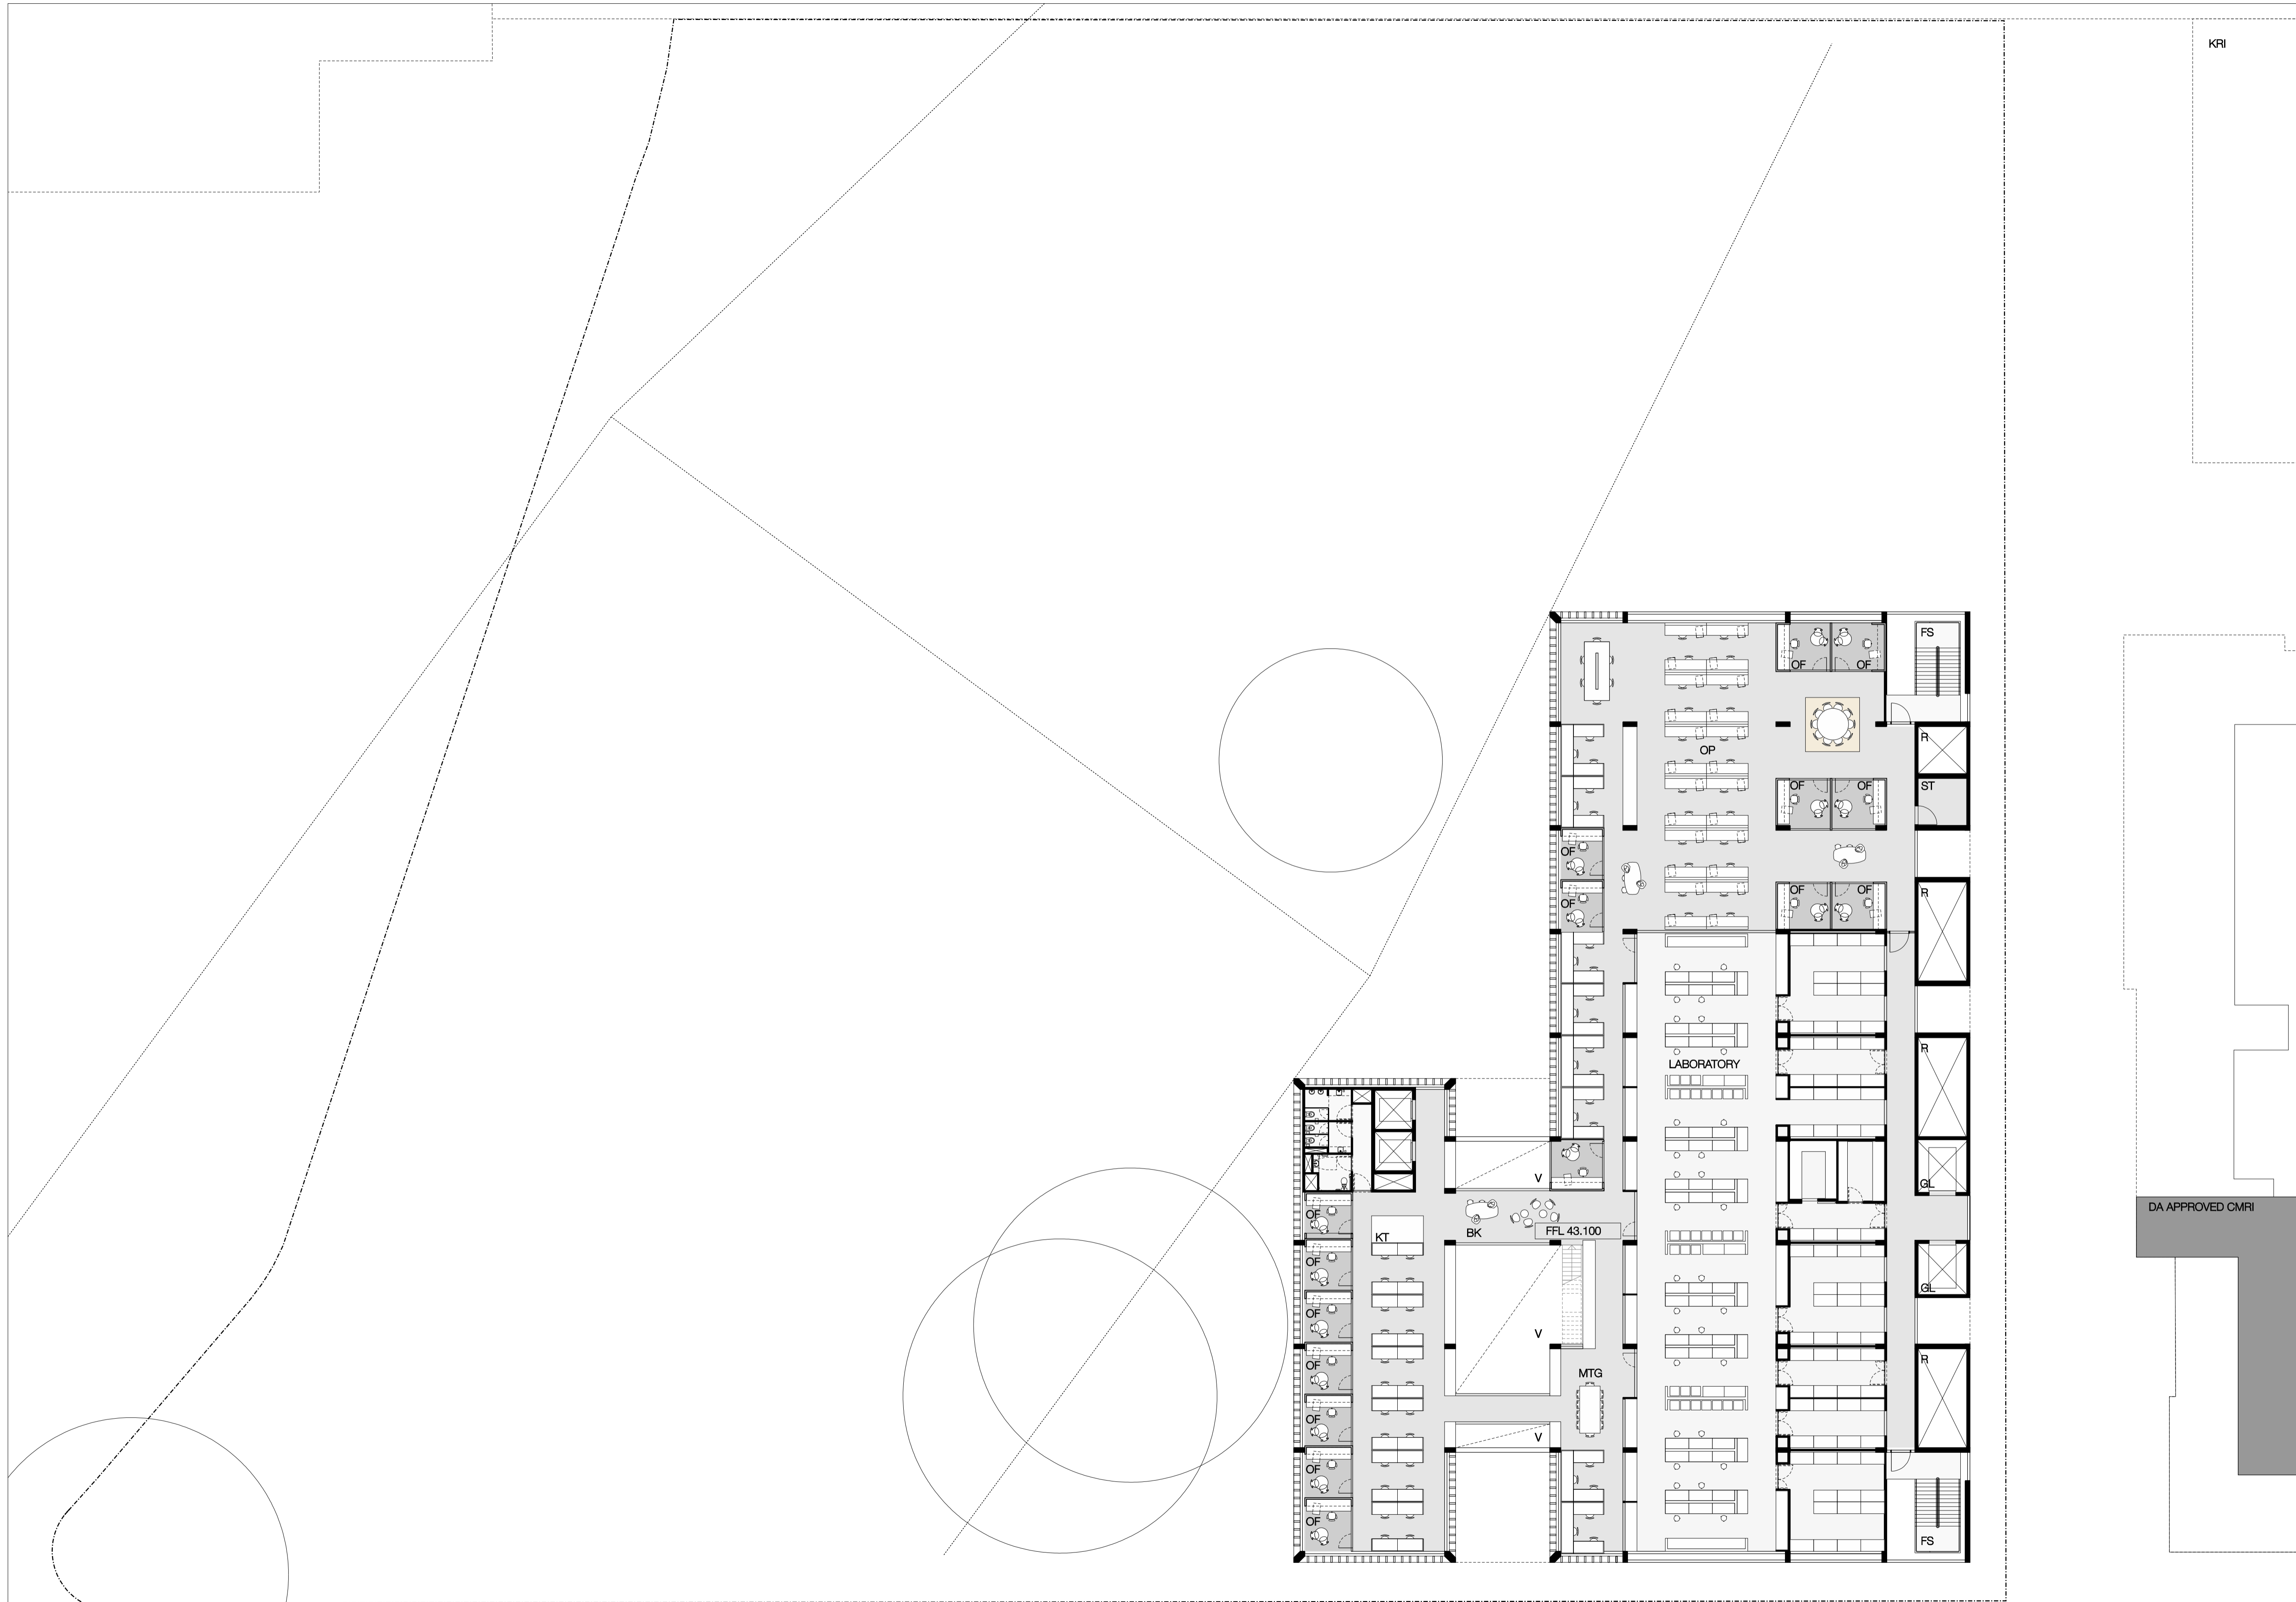 KRI
FS
OF
OF
R
OP
OF
OF
ST
OF
OF
OF
R
OF
R
LABORATORY
V
GL
DA APPROVED CMRI
OF
KT
BK
FFL 43.100
OF
GL
OF
V
OF
MTG
R
OF
V
OF
OF
FS